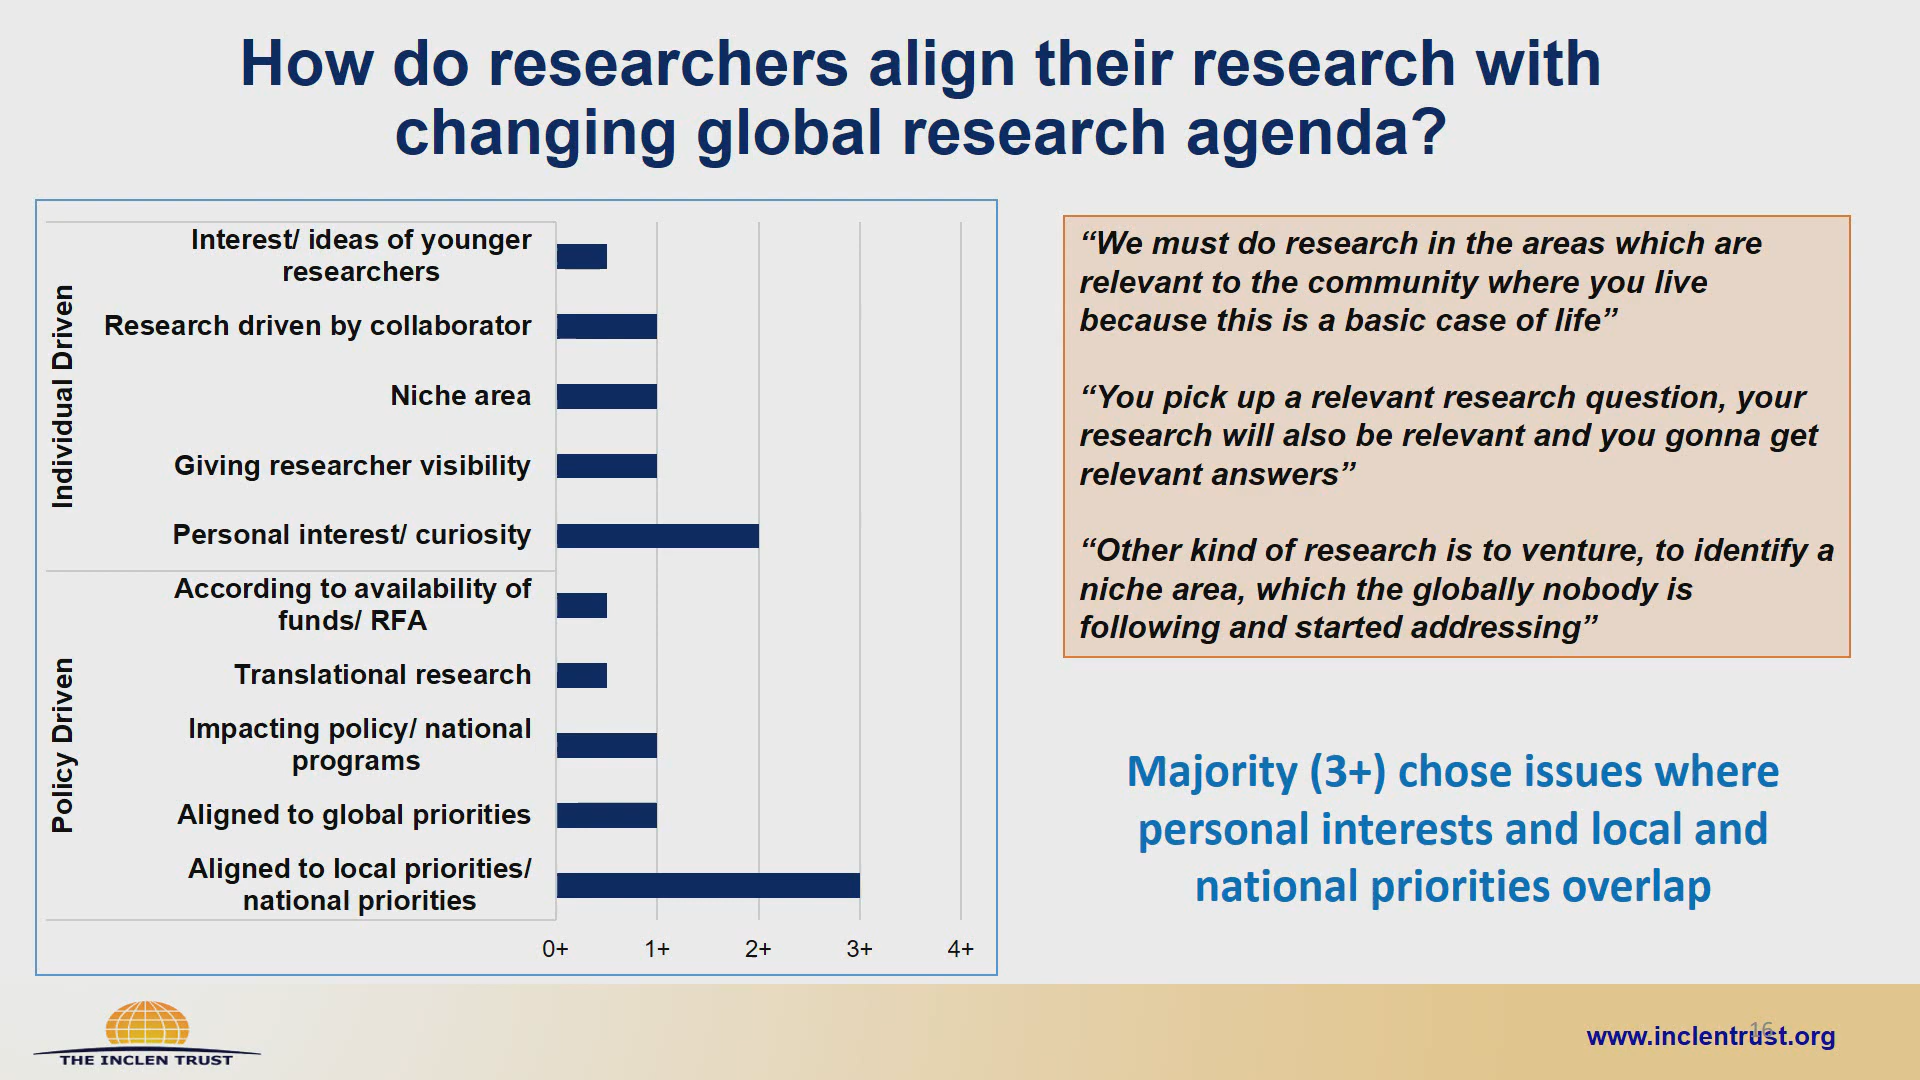 How do researchers align their research with
changing global research agenda?
Individual Driven
Interest/ ideas of younger
researchers
Research driven by collaborator
Niche area
Giving researcher visibility
Personal interest/ curiosity
Policy Driven
According to availability of
funds/ RFA
Translational research
Impacting policy/ national
programs
Aligned to global priorities
Aligned to local priorities/
national priorities
0+ 1+ 2+ 3+ 4+
“We must do research in the areas which are
relevant to the community where you live
because this is a basic case of life”
“You pick up a relevant research question, your
research will also be relevant and you gonna get
relevant answers”
“Other kind of research is to venture, to identify a
niche area, which the globally nobody is
following and started addressing”
Majority (3+) chose issues where
personal interests and local and
national priorities overlap
THE INCLEN TRUST
www.inclentrust.org
16